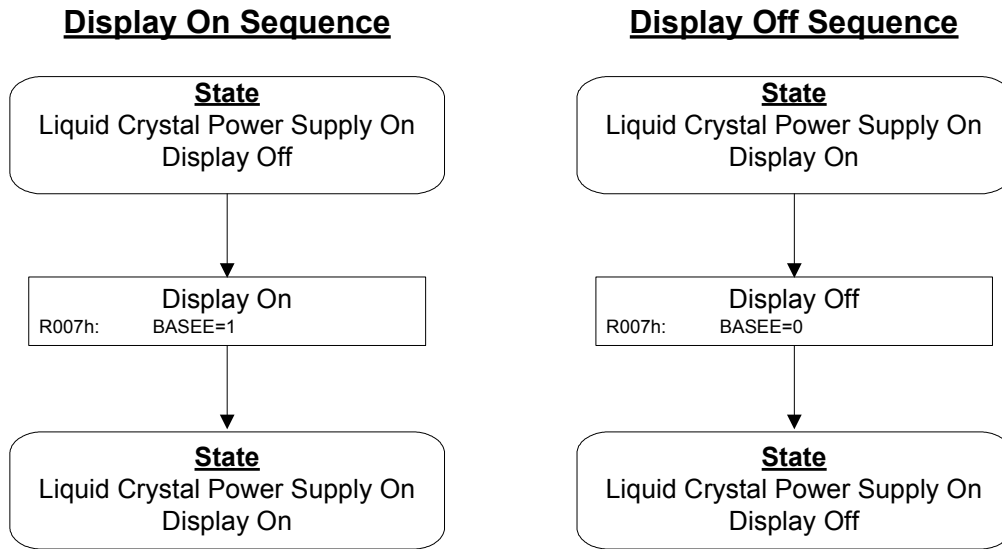 Display On Sequence
State
Liquid Crystal Power Supply On
Display Off
Display On
R007h: BASEE=1
State
Liquid Crystal Power Supply On
Display On
Display Off Sequence
State
Liquid Crystal Power Supply On
Display On
Display Off
R007h: BASEE=0
State
Liquid Crystal Power Supply On
Display Off